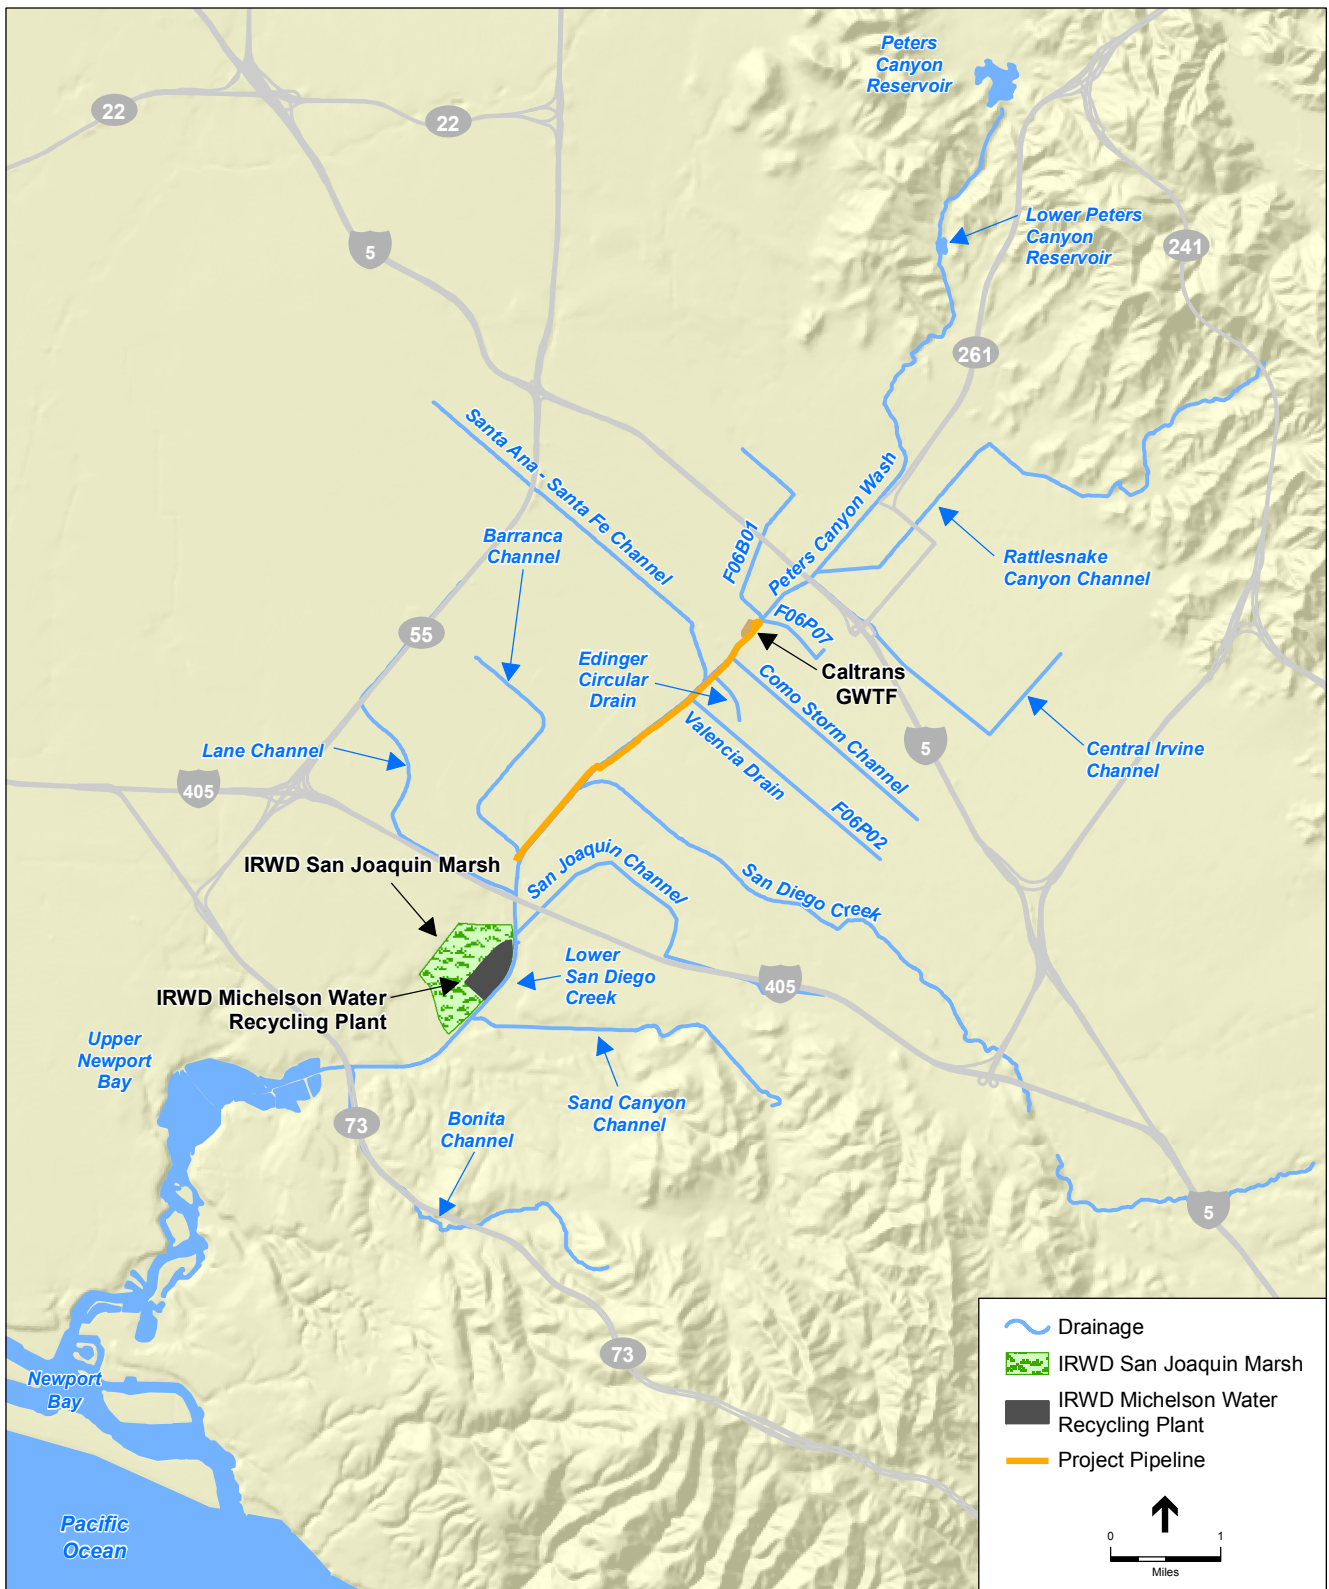 Peters
Canyon
Reservoir
22
22
Lower Peters
Canyon
Reservoir
241
5
261
Santa Ana - Santa Fe Channel
Peters Canyon Wash
F06B01
Barranca
Channel
Rattlesnake
Canyon Channel
F06P07
55
Edinger
Circular
Drain
Caltrans
GWTF
Como Storm Channel
Valencia Drain
F06P02
Lane Channel
5
Central Irvine
Channel
405
San Joaquin Channel
IRWD San Joaquin Marsh
San Diego Creek
Lower
San Diego
Creek
405
IRWD Michelson Water
Recycling Plant
Upper
Newport
Bay
Sand Canyon
Channel
73
Bonita
Channel
5
73
Newport
Bay
Pacific
Ocean
Drainage
IRWD San Joaquin Marsh
IRWD Michelson Water
Recycling Plant
Project Pipeline
0 1
Miles